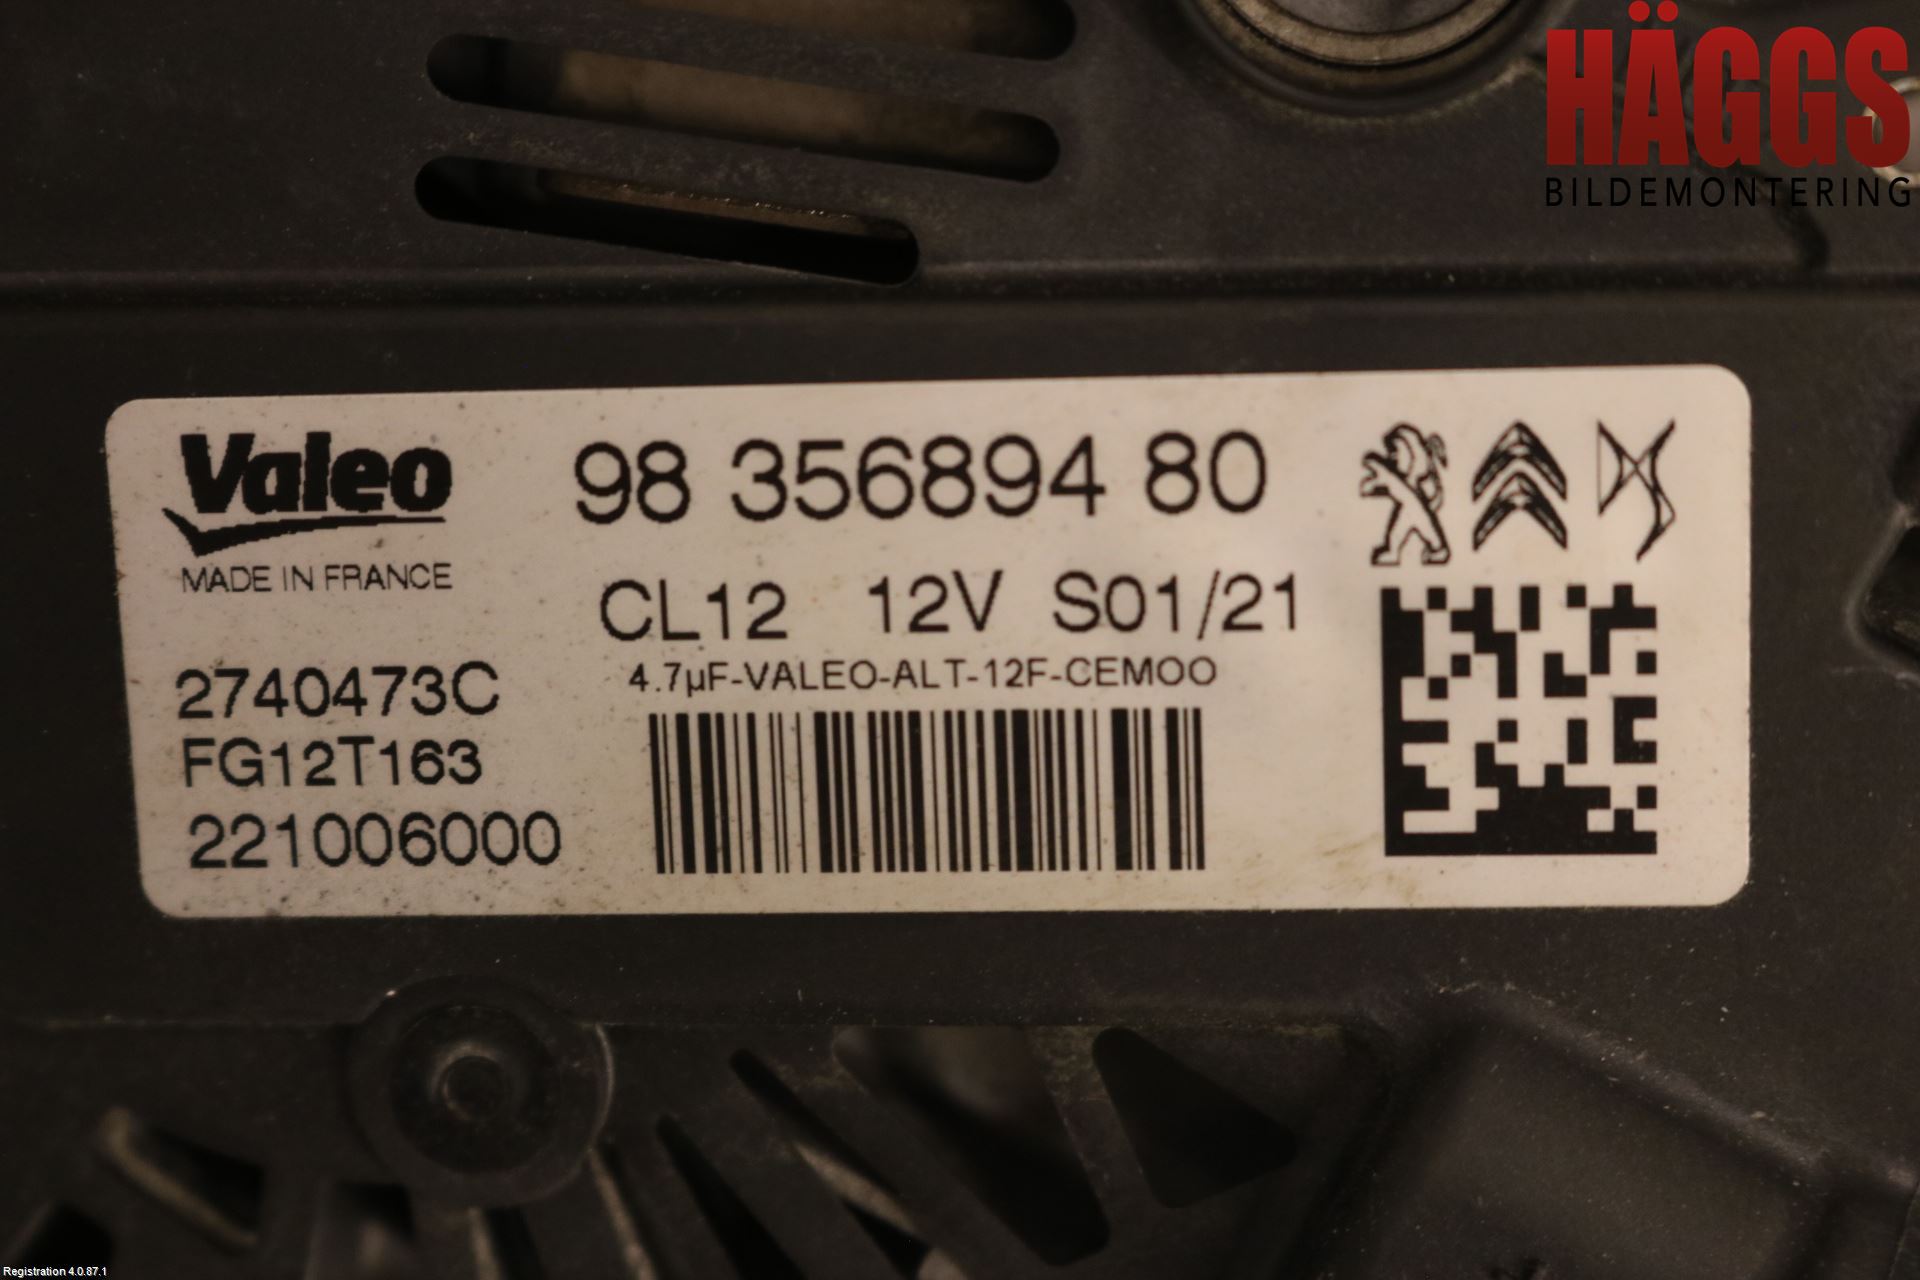 HÄGGS
BILDEMONTERING
Valeo
MADE IN FRANCE
98 356894 80
CL12 12V S01/21
4.7µF-VALEO-ALT-12F-CEMOO
2740473C
FG12T163
221006000
Registration 4.0.87.1